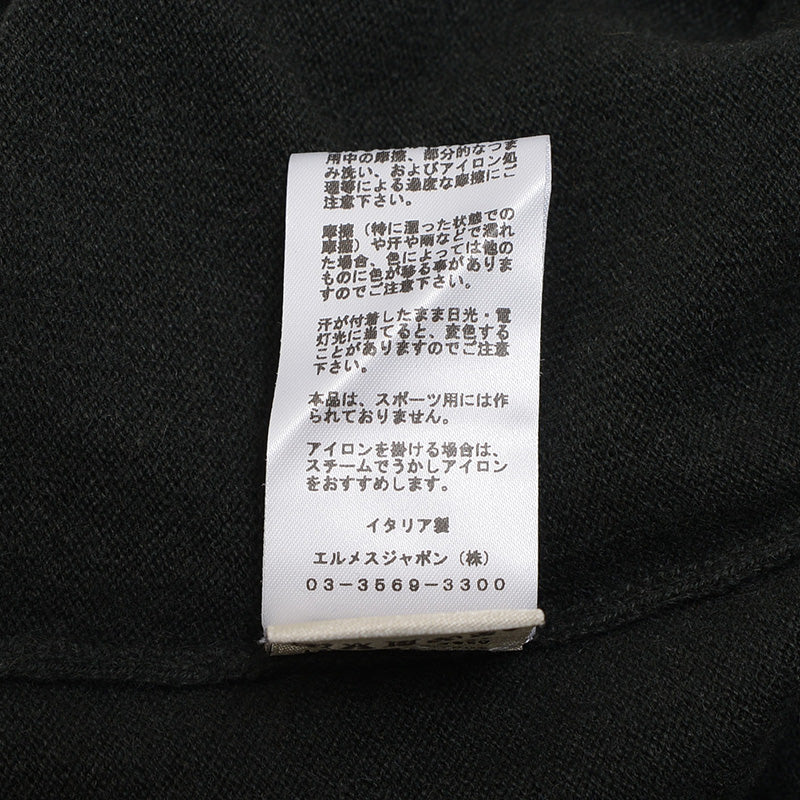 用中の摩擦、部分的なつま
み洗い、およびアイロン処
理等による過度な摩擦にご
注意下さい。
摩擦（特に湿った状態での
摩擦）や汗や雨などで濡れ
た場合、色によっては他の
ものに色が移る事がありま
すのでご注意下さい。
汗が付着したまま日光・電
灯光に当てると、変色する
ことがありますのでご注意
下さい。
本品は、スポーツ用には作
られておりません。
アイロンを掛ける場合は、
スチームでうかしアイロン
をおすすめします。
イタリア製
エルメスジャポン（株）
03-3569-3300